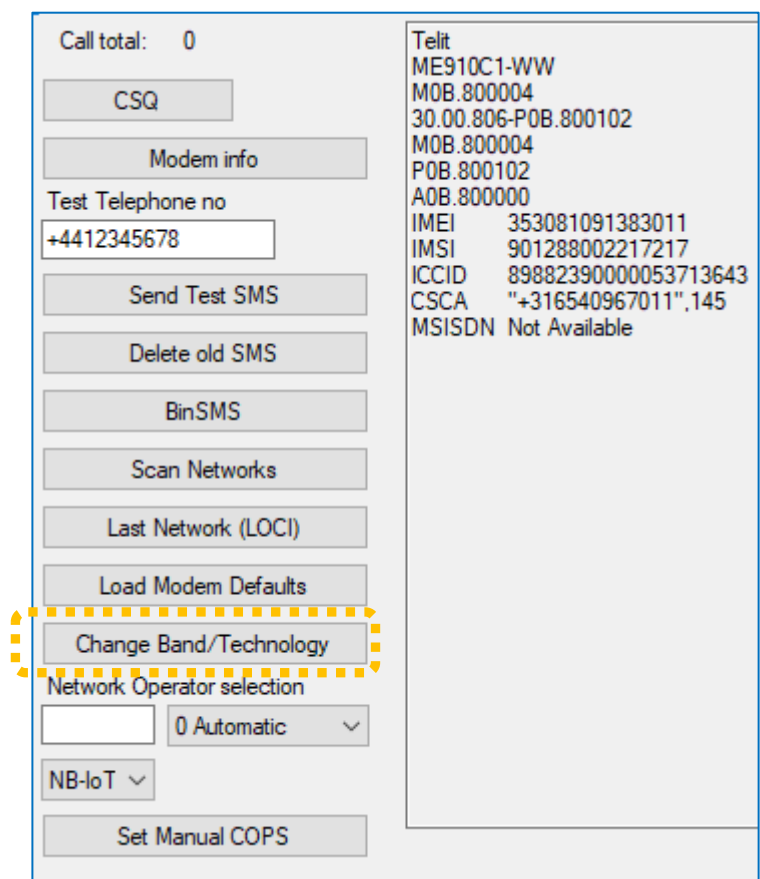 Call total: 0
CSQ
Modem info
Test Telephone no
+4412345678
Send Test SMS
Delete old SMS
BinSMS
Scan Networks
Last Network (LOCI)
Load Modem Defaults
Change Band/Technology
Network Operator selection
0 Automatic
NB-IoT
Set Manual COPS
Telit
ME910C1-WW
M0B.800004
30.00.806-P0B.800102
M0B.800004
P0B.800102
A0B.800000
IMEI 353081091383011
IMSI 901288002217217
ICCID 89882390000053713643
CSCA "+316540967011",145
MSISDN Not Available